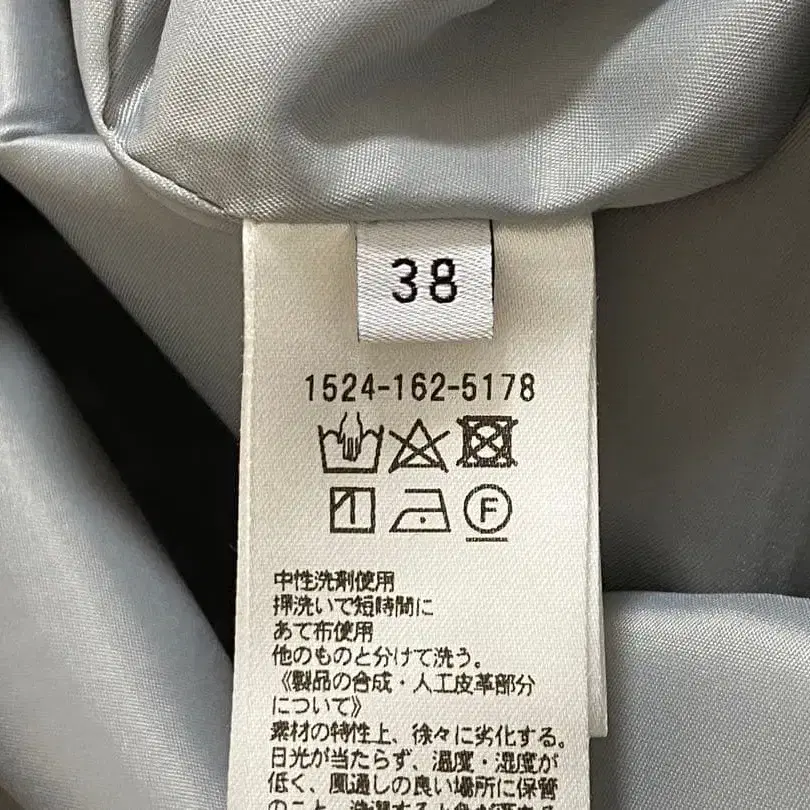 38
1524-162-5178
F
中性洗剤使用
押洗いで短時間に
あて布使用
他のものと分けて洗う。
《製品の合成・人工皮革部分
について》
素材の特性上、徐々に劣化する。
日光が当たらず、温度・湿度が
低く、風通しの良い場所に保管
のこと。